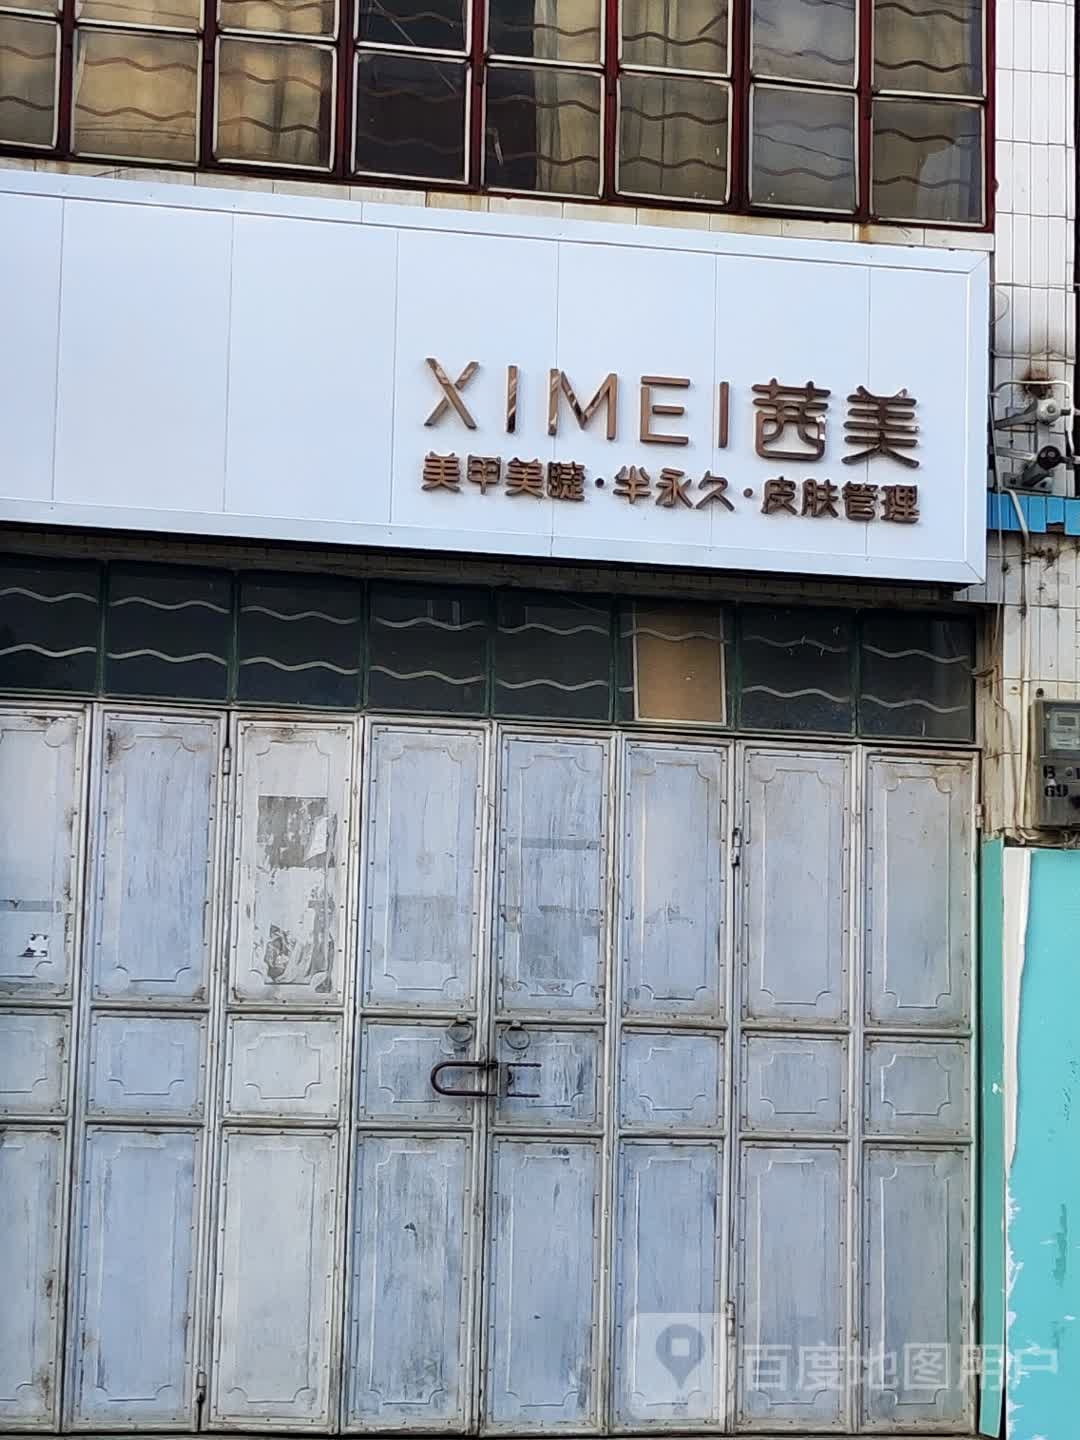 XIMEI茜美
美甲美睫·半永久·皮肤管理
B
69
百度地图用户